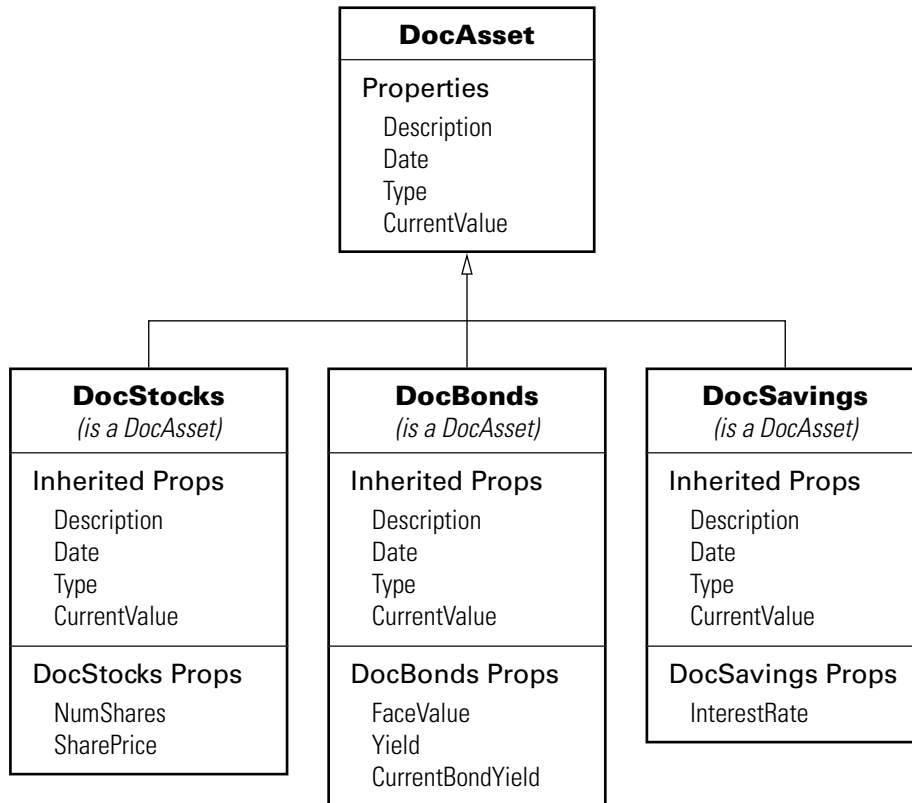 DocAsset
Properties
Description
Date
Type
CurrentValue
DocStocks
(is a DocAsset)
Inherited Props
Description
Date
Type
CurrentValue
DocStocks Props
NumShares
SharePrice
DocBonds
(is a DocAsset)
Inherited Props
Description
Date
Type
CurrentValue
DocBonds Props
FaceValue
Yield
CurrentBondYield
DocSavings
(is a DocAsset)
Inherited Props
Description
Date
Type
CurrentValue
DocSavings Props
InterestRate